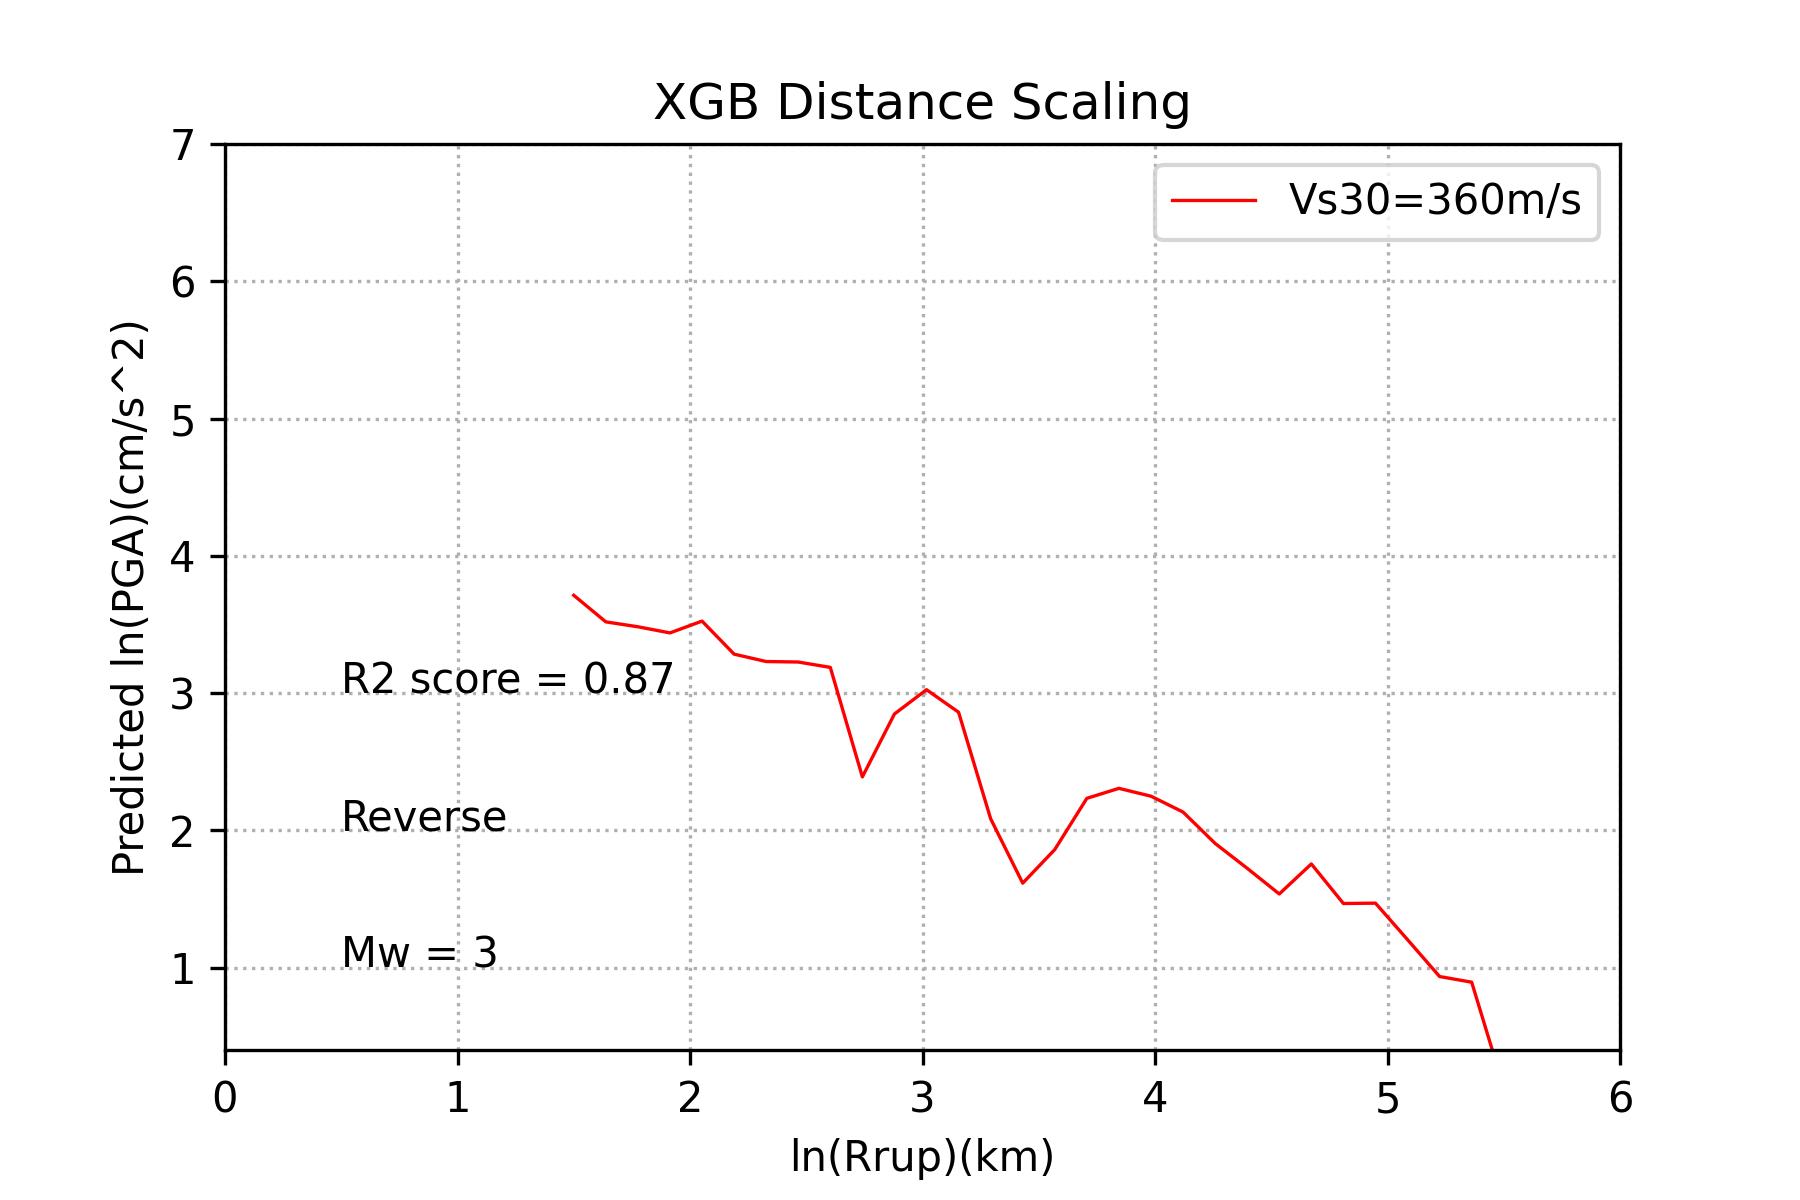 XGB Distance Scaling
7
6
5
4
3
2
1
Predicted ln(PGA)(cm/s^2)
Vs30=360m/s
R2 score = 0.87
Reverse
Mw = 3
0 1 2 3 4 5 6
ln(Rrup)(km)